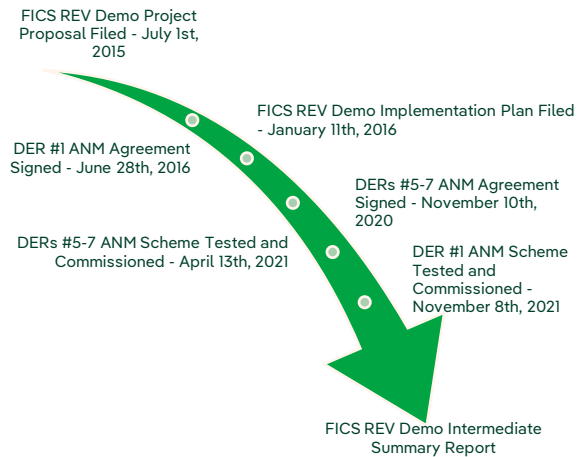 FICS REV Demo Project
Proposal Filed - July 1st,
2015
FICS REV Demo Implementation Plan Filed
- January 11th, 2016
DER #1 ANM Agreement
Signed - June 28th, 2016
DERs #5-7 ANM Agreement
Signed - November 10th,
2020
DERs #5-7 ANM Scheme Tested and
Commissioned - April 13th, 2021
DER #1 ANM Scheme
Tested and
Commissioned -
November 8th, 2021
FICS REV Demo Intermediate
Summary Report